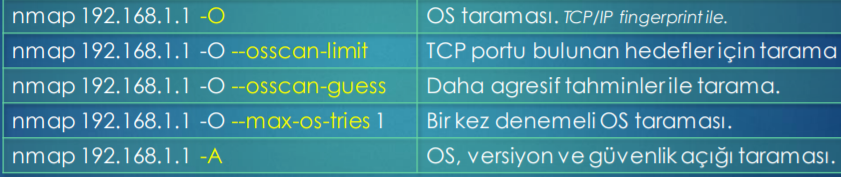 nmap 192.168.1.1 -O OS taraması. TCP/IP fingerprint ile.
nmap 192.168.1.1 -O --osscan-limit TCP portu bulunan hedefler için tarama
nmap 192.168.1.1 -O --osscan-guess Daha agresif tahminler ile tarama.
nmap 192.168.1.1 -O --max-os-tries 1 Bir kez denemeli OS taraması.
nmap 192.168.1.1 -A OS, versiyon ve güvenlik açığı taraması.